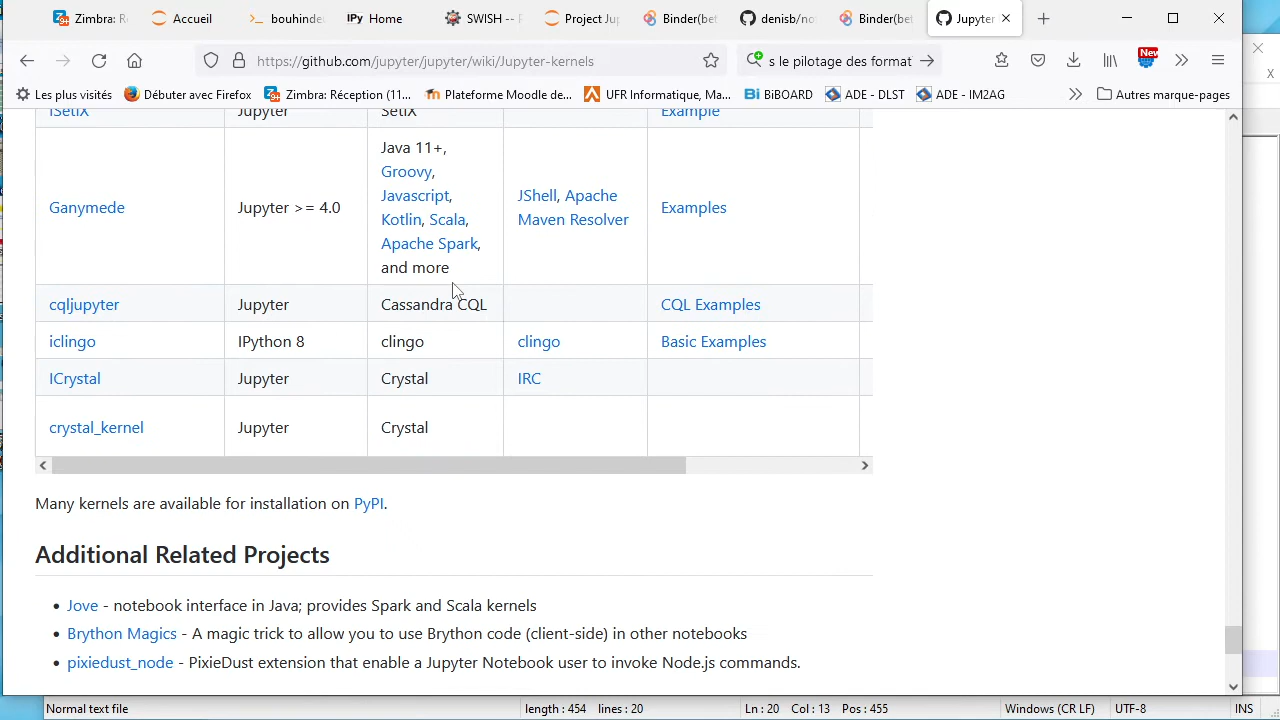 Zimbra: R
Accueil
bouhinde
IPy Home
SWISH -- F
Project Ju
Binder(bet
denisb/no
Binder(bet
Jupyter
https://github.com/jupyter/jupyter/wiki/Jupyter-kernels
s le pilotage des format
New
Les plus visités
Débuter avec Firefox
Zimbra: Réception (11...
Plateforme Moodle de...
UFR Informatique, Ma...
Bi BiBOARD
ADE - DLST
ADE - IM2AG
Autres marque-pages
ISetlX Jupyter SetlX Example
Ganymede
Jupyter >= 4.0
Java 11+,
Groovy,
Javascript,
Kotlin, Scala,
Apache Spark,
and more
JShell, Apache
Maven Resolver
Examples
cqljupyter Jupyter Cassandra CQL CQL Examples
iclingo IPython 8 clingo clingo Basic Examples
ICrystal Jupyter Crystal IRC
crystal_kernel Jupyter Crystal
Many kernels are available for installation on PyPI.
Additional Related Projects
• Jove - notebook interface in Java; provides Spark and Scala kernels
• Brython Magics - A magic trick to allow you to use Brython code (client-side) in other notebooks
• pixiedust_node - PixieDust extension that enable a Jupyter Notebook user to invoke Node.js commands.
Normal text file
length : 454 lines : 20
Ln : 20 Col : 13 Pos : 455
Windows (CR LF)
UTF-8
INS
X